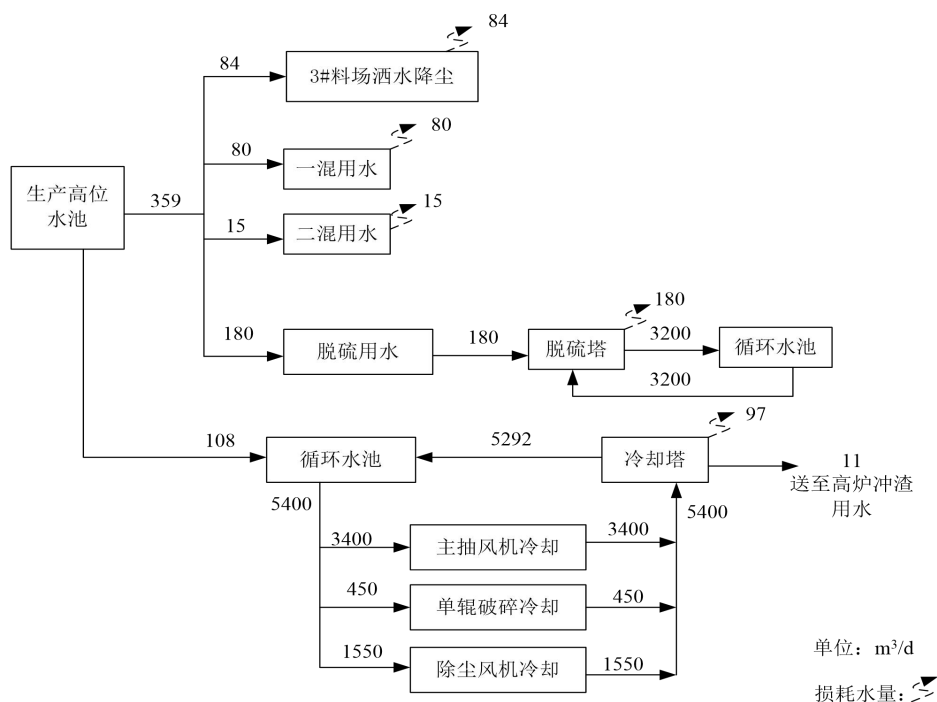 84
84
3#料场洒水降尘
80
80
一混用水
生产高位
水池
359
15
15
二混用水
180
180
脱硫用水
180
脱硫塔
3200
循环水池
3200
108
循环水池
5292
97
冷却塔
11
送至高炉冲渣
用水
5400
5400
3400
主抽风机冷却
3400
450
单辊破碎冷却
450
1550
除尘风机冷却
1550
单位：m³/d
损耗水量：